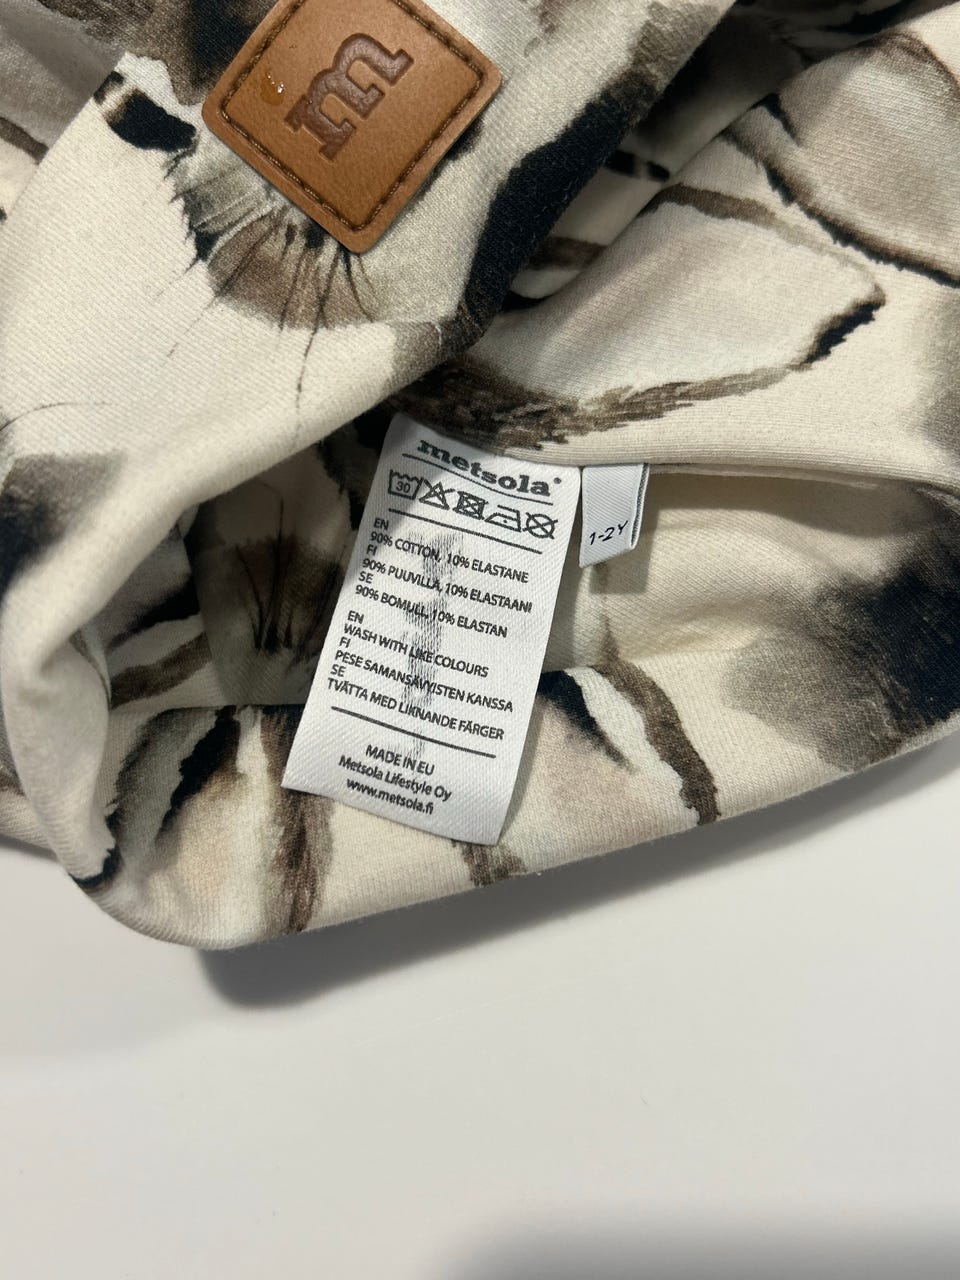 m
metsola®
30
1-2Y
EN
90% COTTON, 10% ELASTANE
FI
90% PUUVILLA, 10% ELASTAANI
SE
90% BOMULL, 10% ELASTAN
EN
WASH WITH LIKE COLOURS
FI
PESE SAMANSÄVYISTEN KANSSA
SE
TVÄTTA MED LIKNANDE FÄRGER
MADE IN EU
Metsola Lifestyle Oy
www.metsola.fi